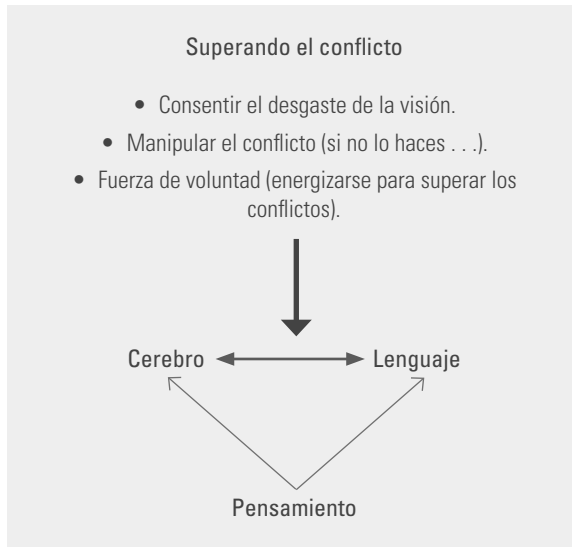 Superando el conflicto
• Consentir el desgaste de la visión.
• Manipular el conflicto (si no lo haces . . .).
• Fuerza de voluntad (energizarse para superar los
conflictos).
Cerebro Lenguaje
Pensamiento